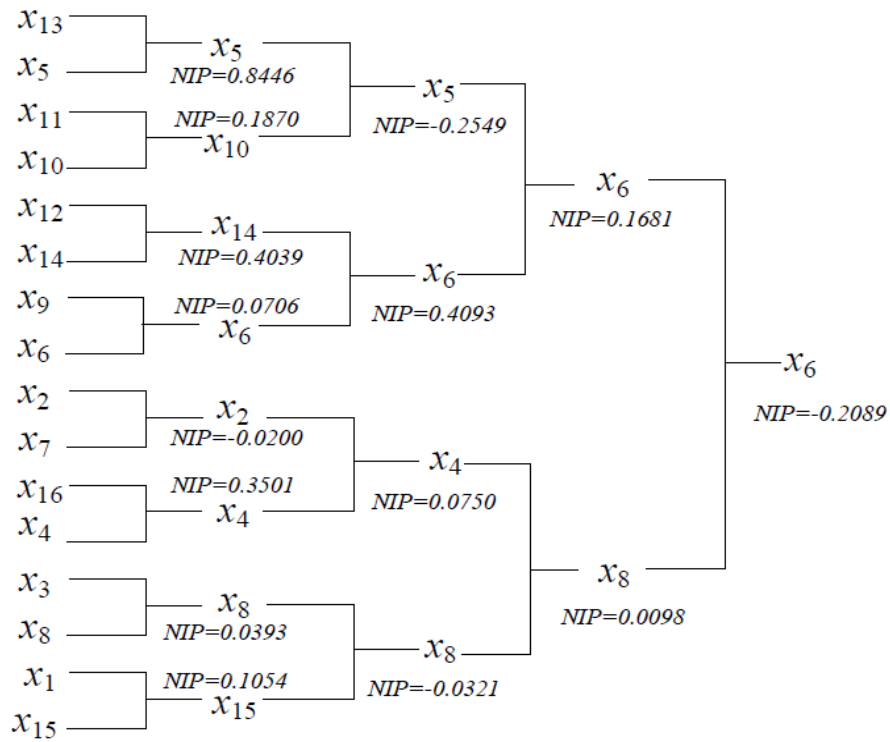 x₁₃
x₅
x₅
NIP=0.8446
x₁₁
NIP=0.1870
x₁₀
x₁₀
x₅
NIP=-0.2549
x₁₂
x₁₄
x₁₄
NIP=0.4039
x₉
NIP=0.0706
x₆
x₆
x₆
NIP=0.4093
x₆
NIP=0.1681
x₂
x₇
x₂
NIP=-0.0200
x₁₆
NIP=0.3501
x₄
x₄
x₄
NIP=0.0750
x₃
x₈
x₈
NIP=0.0393
x₁
NIP=0.1054
x₁₅
x₁₅
x₈
NIP=-0.0321
x₈
NIP=0.0098
x₆
NIP=-0.2089